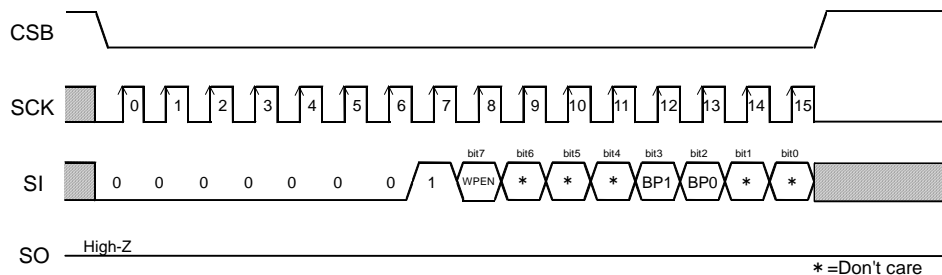 CSB
SCK 0 1 2 3 4 5 6 7 8 9 10 11 12 13 14 15
bit7 bit6 bit5 bit4 bit3 bit2 bit1 bit0
SI 0 0 0 0 0 0 0 1 WPEN * * * BP1 BP0 * *
High-Z
SO
* =Don't care